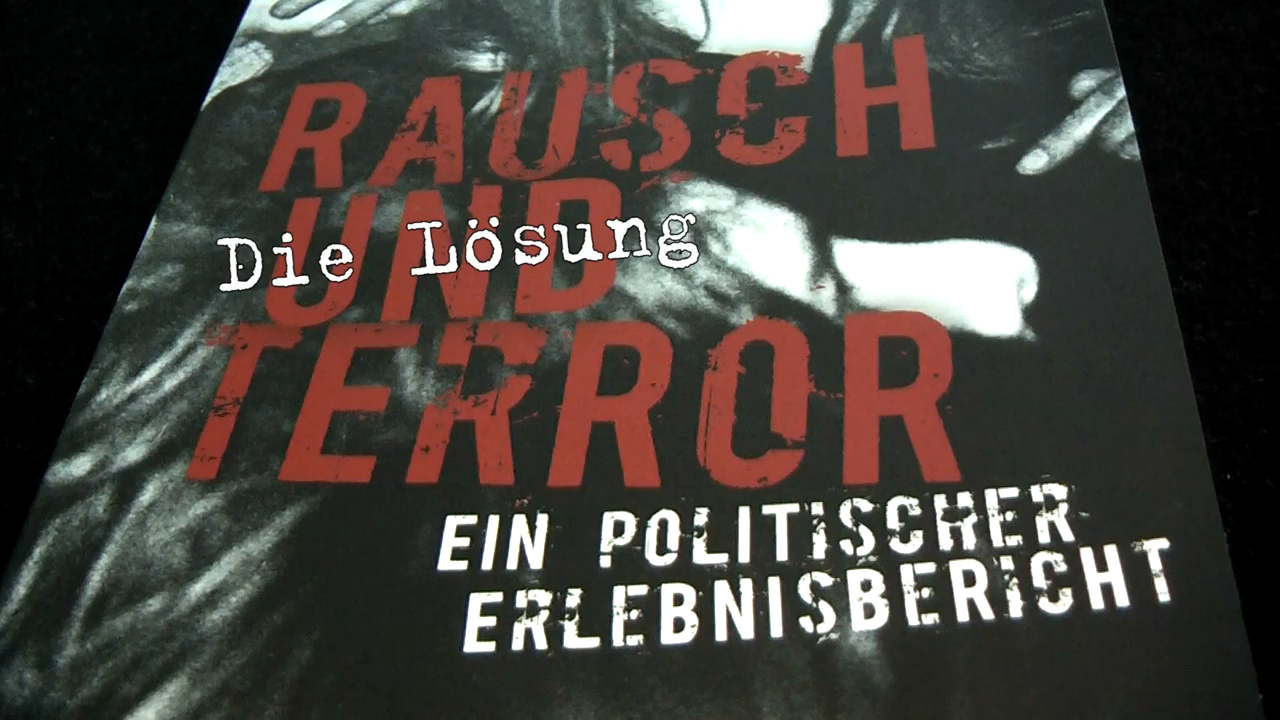 RAUSCH
UND
Die Lösung
TERROR
EIN POLITISCHER
ERLEBNISBERICHT